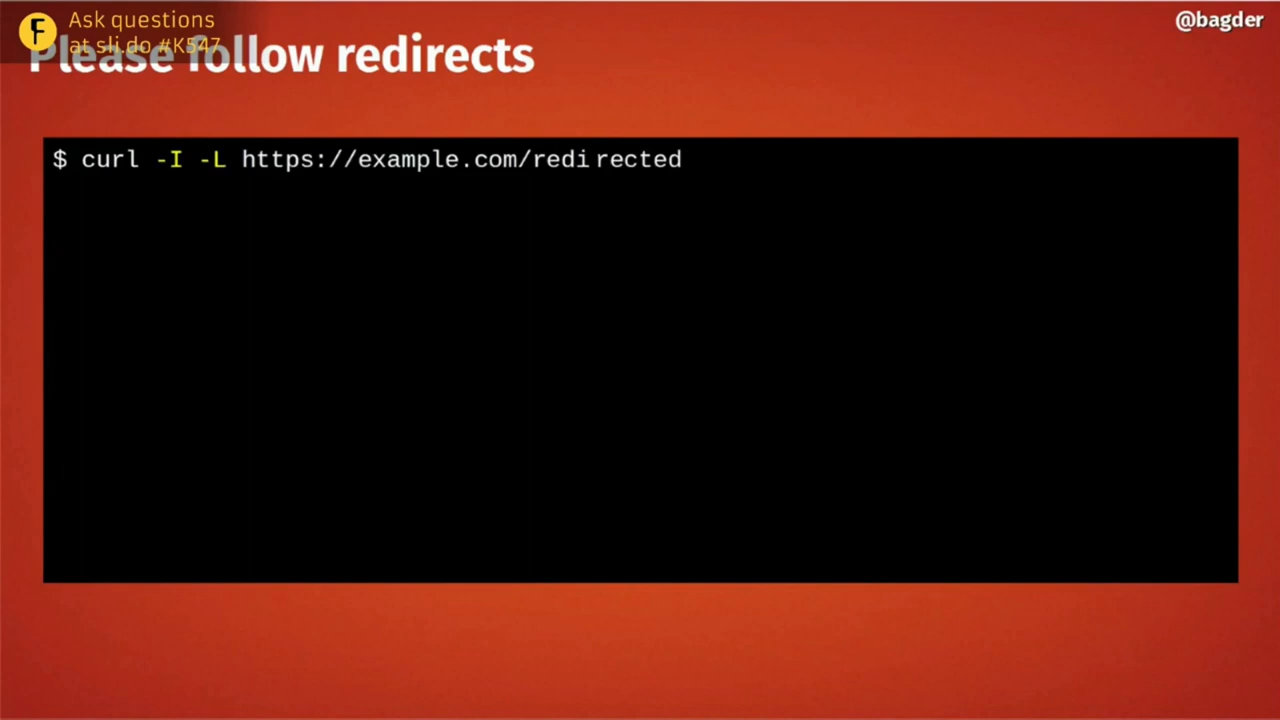 Ask questions
at sli.do #K547
@bagder
Please follow redirects
$ curl -I -L https://example.com/redirected